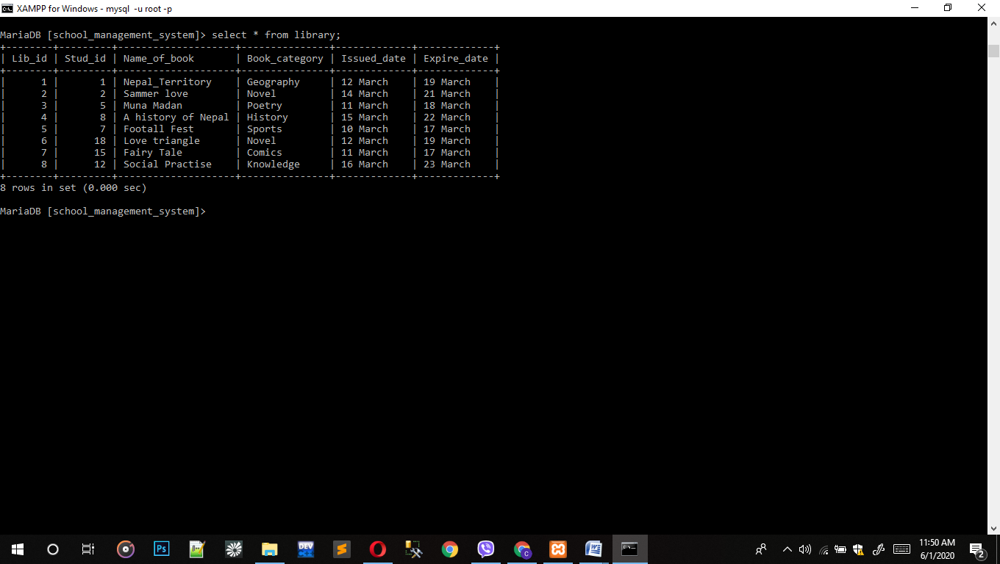 XAMPP for Windows - mysql -u root -p
MariaDB [school_management_system]> select * from library;
+--------+---------+--------------------+---------------+-------------+-------------+
| Lib_id | Stud_id | Name_of_book       | Book_category | Issued_date | Expire_date |
+--------+---------+--------------------+---------------+-------------+-------------+
|      1 |       1 | Nepal_Territory    | Geography     | 12 March    | 19 March    |
|      2 |       2 | Sammer love        | Novel         | 14 March    | 21 March    |
|      3 |       5 | Muna Madan         | Poetry        | 11 March    | 18 March    |
|      4 |       8 | A history of Nepal | History       | 15 March    | 22 March    |
|      5 |       7 | Footall Fest       | Sports        | 10 March    | 17 March    |
|      6 |      18 | Love triangle      | Novel         | 12 March    | 19 March    |
|      7 |      15 | Fairy Tale         | Comics        | 11 March    | 17 March    |
|      8 |      12 | Social Practise    | Knowledge     | 16 March    | 23 March    |
+--------+---------+--------------------+---------------+-------------+-------------+
8 rows in set (0.000 sec)
MariaDB [school_management_system]>
Ps
DEV
C
W
11:50 AM
6/1/2020
2